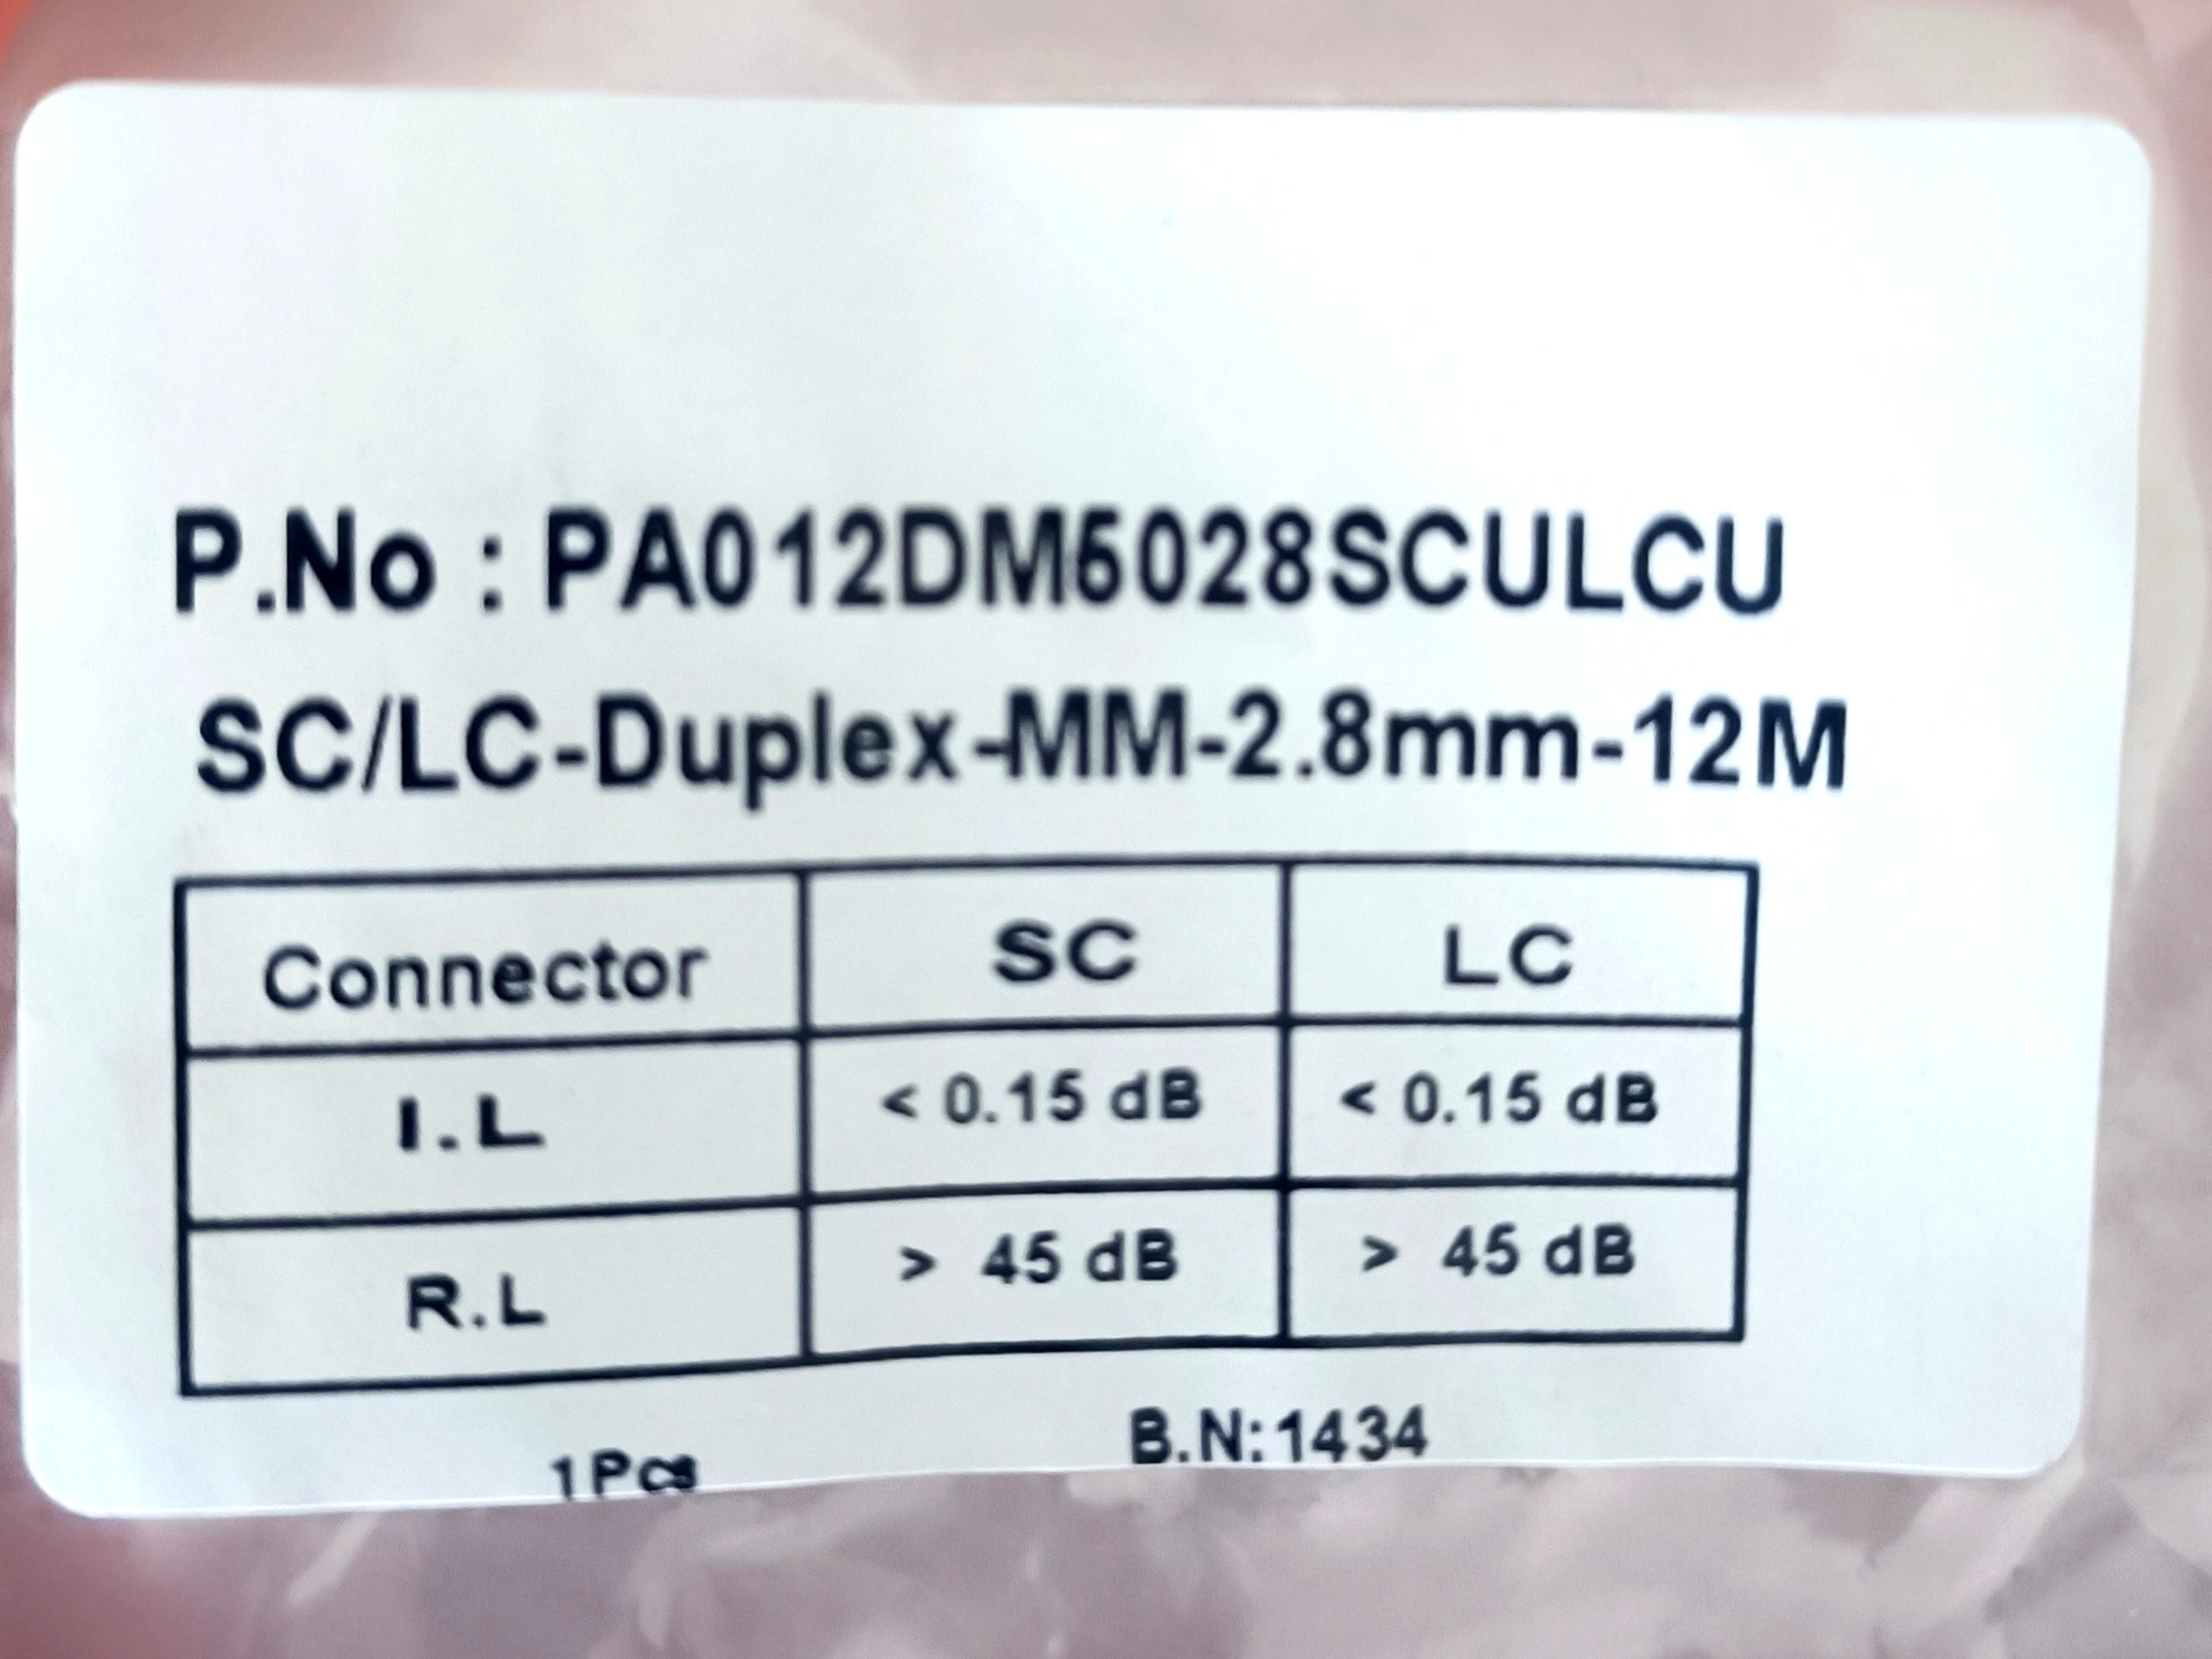 P.No : PA012DM6028SCULCU
SC/LC-Duplex-MM-2.8mm-12M
Connector SC LC
I.L < 0.15 dB < 0.15 dB
R.L > 45 dB > 45 dB
1Pcs B.N:1434